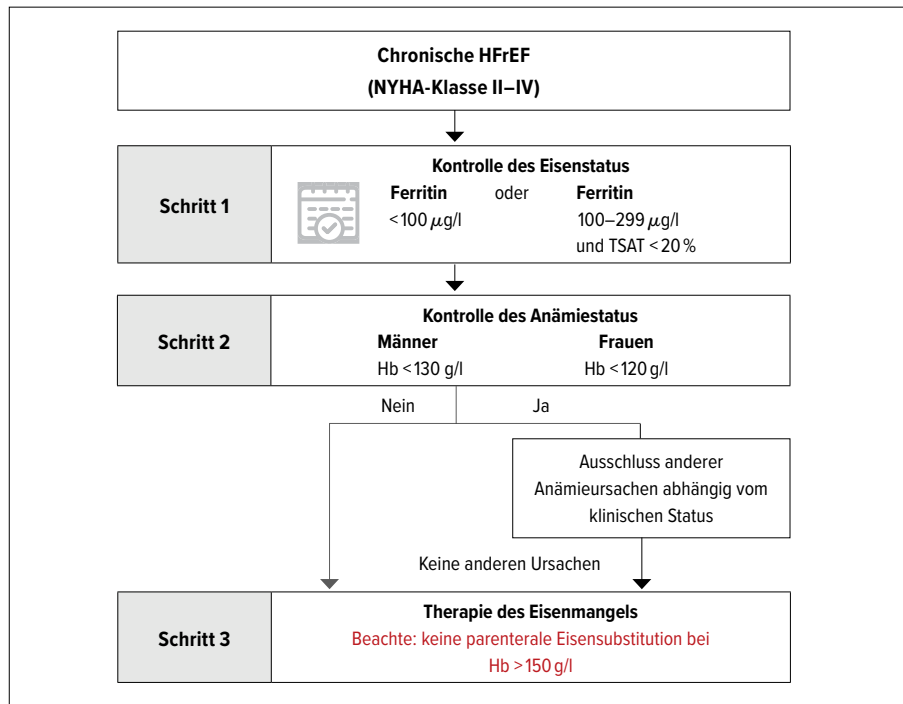 Chronische HFrEF
(NYHA-Klasse II–IV)
Schritt 1
Kontrolle des Eisenstatus
Ferritin oder Ferritin
<100 µg/l 100–299 µg/l
und TSAT <20 %
Schritt 2
Kontrolle des Anämiestatus
Männer Frauen
Hb <130 g/l Hb <120 g/l
Nein Ja
Ausschluss anderer
Anämieursachen abhängig vom
klinischen Status
Keine anderen Ursachen
Schritt 3
Therapie des Eisenmangels
Beachte: keine parenterale Eisensubstitution bei
Hb >150 g/l